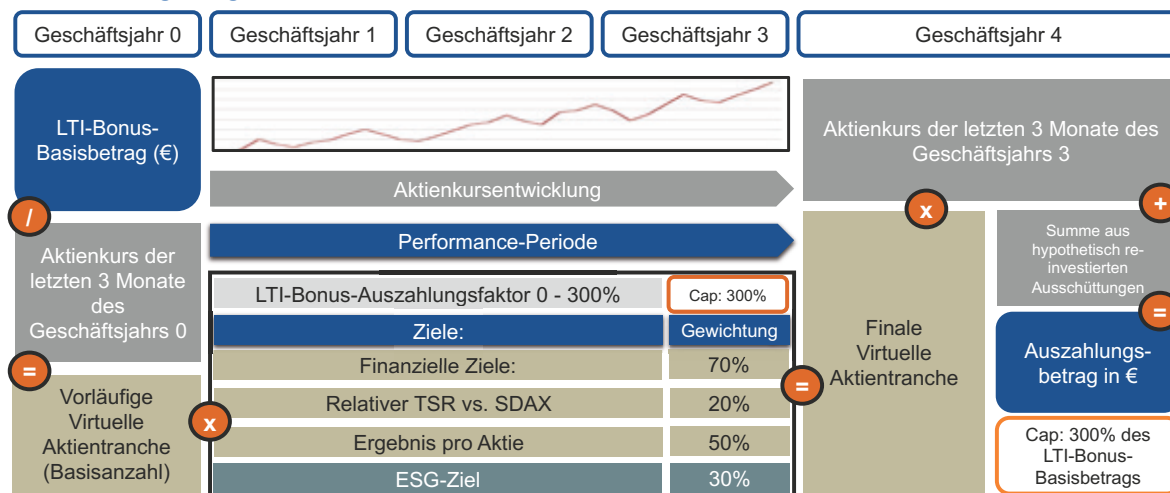 Geschäftsjahr 0
Geschäftsjahr 1
Geschäftsjahr 2
Geschäftsjahr 3
Geschäftsjahr 4
LTI-Bonus-
Basisbetrag (€)
/
Aktienkurs der
letzten 3 Monate
des
Geschäftsjahrs 0
=
Vorläufige
Virtuelle
Aktientranche
(Basisanzahl)
x
Aktienkursentwicklung
Performance-Periode
LTI-Bonus-Auszahlungsfaktor 0 - 300%
Cap: 300%
Ziele:
Gewichtung
Finanzielle Ziele:
70%
Relativer TSR vs. SDAX
20%
Ergebnis pro Aktie
50%
ESG-Ziel
30%
=
Aktienkurs der letzten 3 Monate des
Geschäftsjahrs 3
x
Finale
Virtuelle
Aktientranche
+
Summe aus
hypothetisch re-
investierten
Ausschüttungen
=
Auszahlungs-
betrag in €
Cap: 300% des
LTI-Bonus-
Basisbetrags